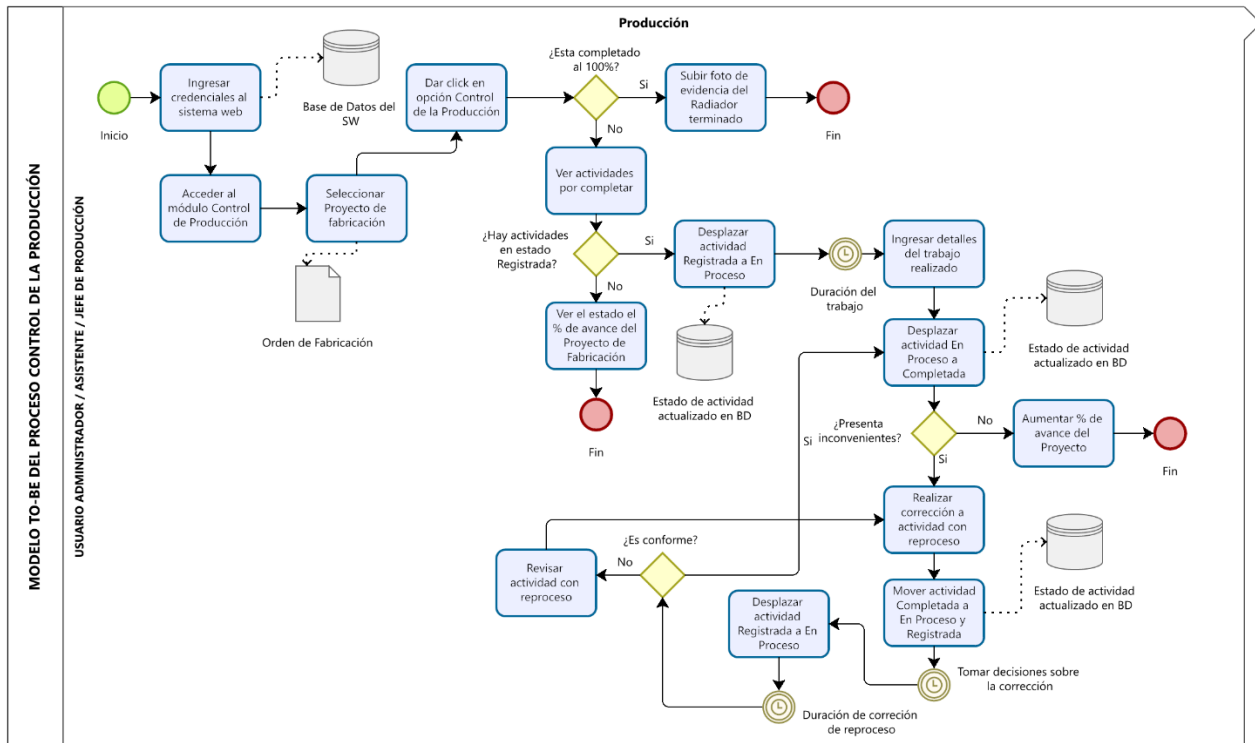 MODELO TO-BE DEL PROCESO CONTROL DE LA PRODUCCIÓN
USUARIO ADMINISTRADOR / ASISTENTE / JEFE DE PRODUCCIÓN
Producción
Inicio
Ingresar
credenciales al
sistema web
Base de Datos del
SW
Acceder al
módulo Control
de Producción
Seleccionar
Proyecto de
fabricación
Orden de Fabricación
Dar click en
opción Control
de la Producción
¿Esta completado
al 100%?
Si
Subir foto de
evidencia del
Radiador
terminado
Fin
No
Ver actividades
por completar
¿Hay actividades
en estado
Registrada?
Si
Desplazar
actividad
Registrada a En
Proceso
Estado de actividad
actualizado en BD
Duración del
trabajo
Ingresar detalles
del trabajo
realizado
No
Ver el estado el
% de avance del
Proyecto de
Fabricación
Fin
Desplazar
actividad En
Proceso a
Completada
Estado de actividad
actualizado en BD
¿Presenta
inconvenientes?
No
Aumentar % de
avance del
Proyecto
Fin
Si
Realizar
corrección a
actividad con
reproceso
Mover actividad
Completada a
En Proceso y
Registrada
Estado de actividad
actualizado en BD
Tomar decisiones sobre
la corrección
Desplazar
actividad
Registrada a En
Proceso
Duración de correción
de reproceso
¿Es conforme?
Si
No
Revisar
actividad con
reproceso